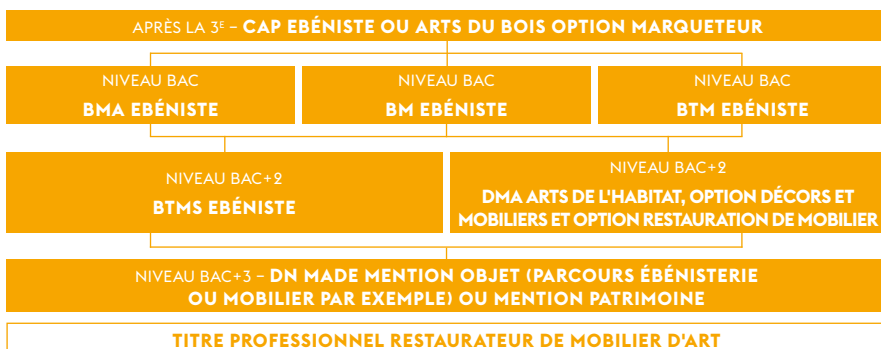 APRÈS LA 3E – CAP EBÉNISTE OU ARTS DU BOIS OPTION MARQUETEUR
NIVEAU BAC
BMA EBÉNISTE
NIVEAU BAC
BM EBÉNISTE
NIVEAU BAC
BTM EBÉNISTE
NIVEAU BAC+2
BTMS EBÉNISTE
NIVEAU BAC+2
DMA ARTS DE L'HABITAT, OPTION DÉCORS ET
MOBILIERS ET OPTION RESTAURATION DE MOBILIER
NIVEAU BAC+3 – DN MADE MENTION OBJET (PARCOURS ÉBÉNISTERIE
OU MOBILIER PAR EXEMPLE) OU MENTION PATRIMOINE
TITRE PROFESSIONNEL RESTAURATEUR DE MOBILIER D'ART